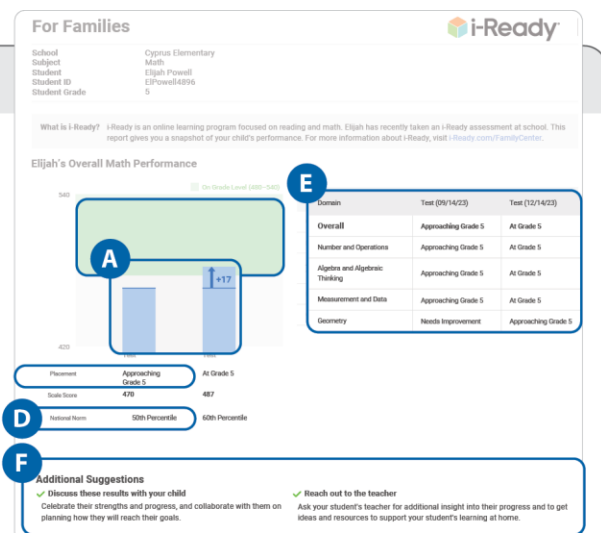 For Families
i-Ready
School Cyprus Elementary
Subject Math
Student Elijah Powell
Student ID ElPowell4896
Student Grade 5
What is i-Ready? i-Ready is an online learning program focused on reading and math. Elijah has recently taken an i-Ready assessment at school. This
report gives you a snapshot of your child's performance. For more information about i-Ready, visit i-Ready.com/FamilyCenter.
Elijah's Overall Math Performance
On Grade Level (480–540)
540
A
+17
420
Test Test
Placement Approaching Grade 5 At Grade 5
Scale Score 470 487
D
National Norm 50th Percentile 60th Percentile
E
Domain Test (09/14/23) Test (12/14/23)
Overall Approaching Grade 5 At Grade 5
Number and Operations Approaching Grade 5 At Grade 5
Algebra and Algebraic
Thinking Approaching Grade 5 At Grade 5
Measurement and Data Approaching Grade 5 At Grade 5
Geometry Needs Improvement Approaching Grade 5
F
Additional Suggestions
Discuss these results with your child
Celebrate their strengths and progress, and collaborate with them on
planning how they will reach their goals.
Reach out to the teacher
Ask your student's teacher for additional insight into their progress and to get
ideas and resources to support your student's learning at home.